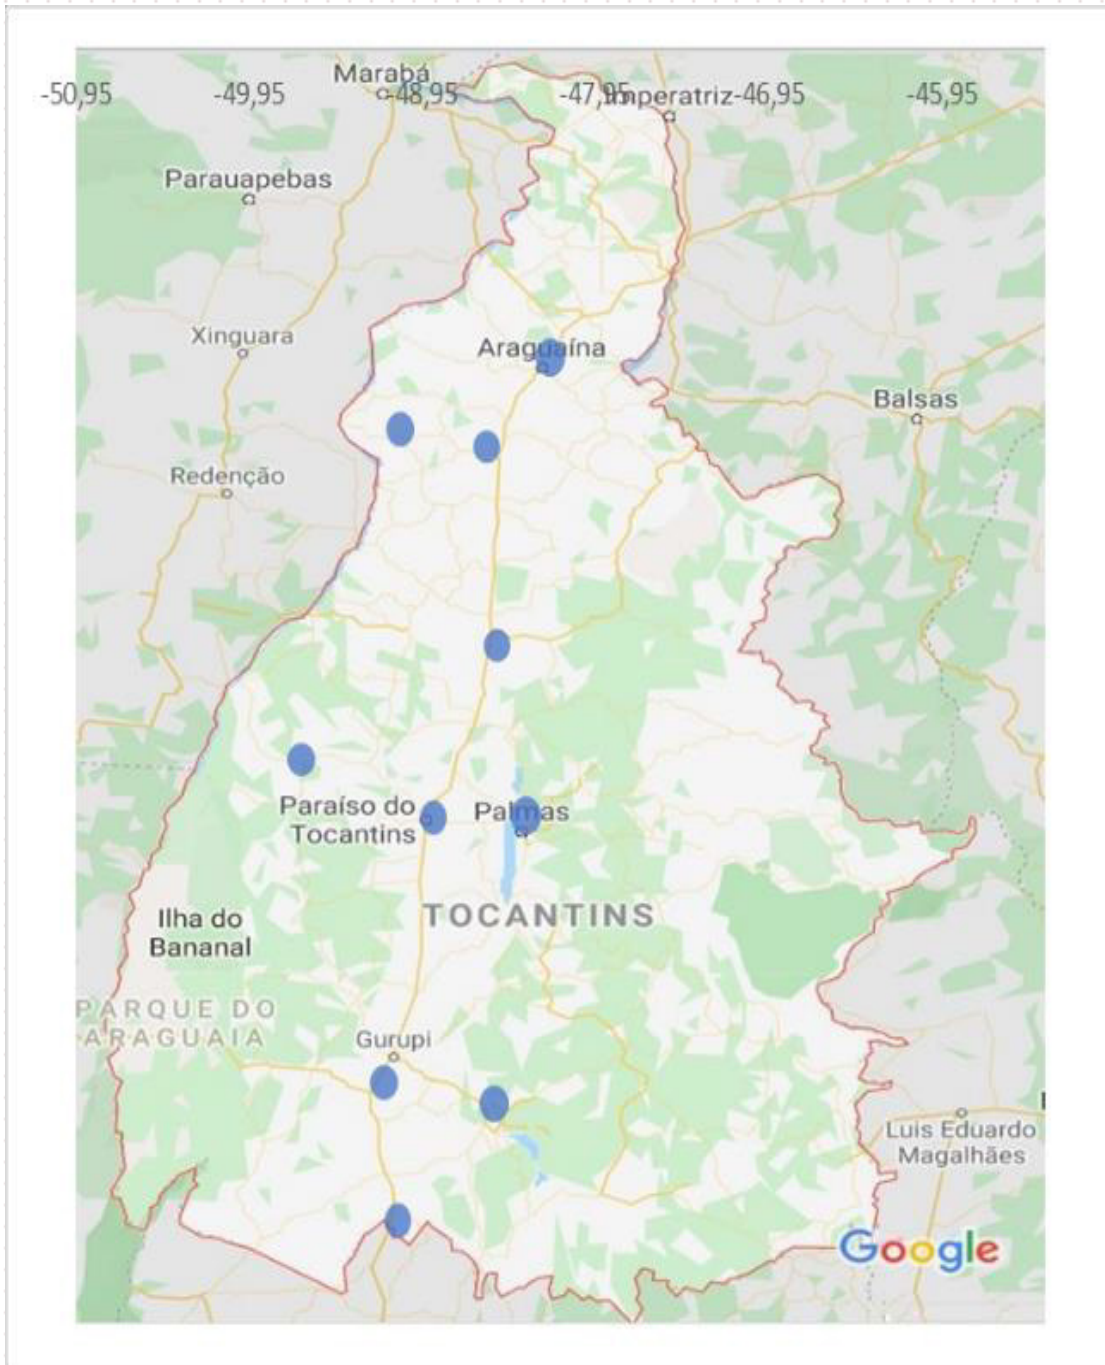 Marabá
-50,95 -49,95 -48,95 -47,95 Imperatriz -46,95 -45,95
Parauapebas
Xinguara
Araguaína
Balsas
Redenção
Paraíso do
Tocantins
Palmas
TOCANTINS
Ilha do
Bananal
PARQUE DO
ARAGUAIA
Gurupi
Luis Eduardo
Magalhães
Google